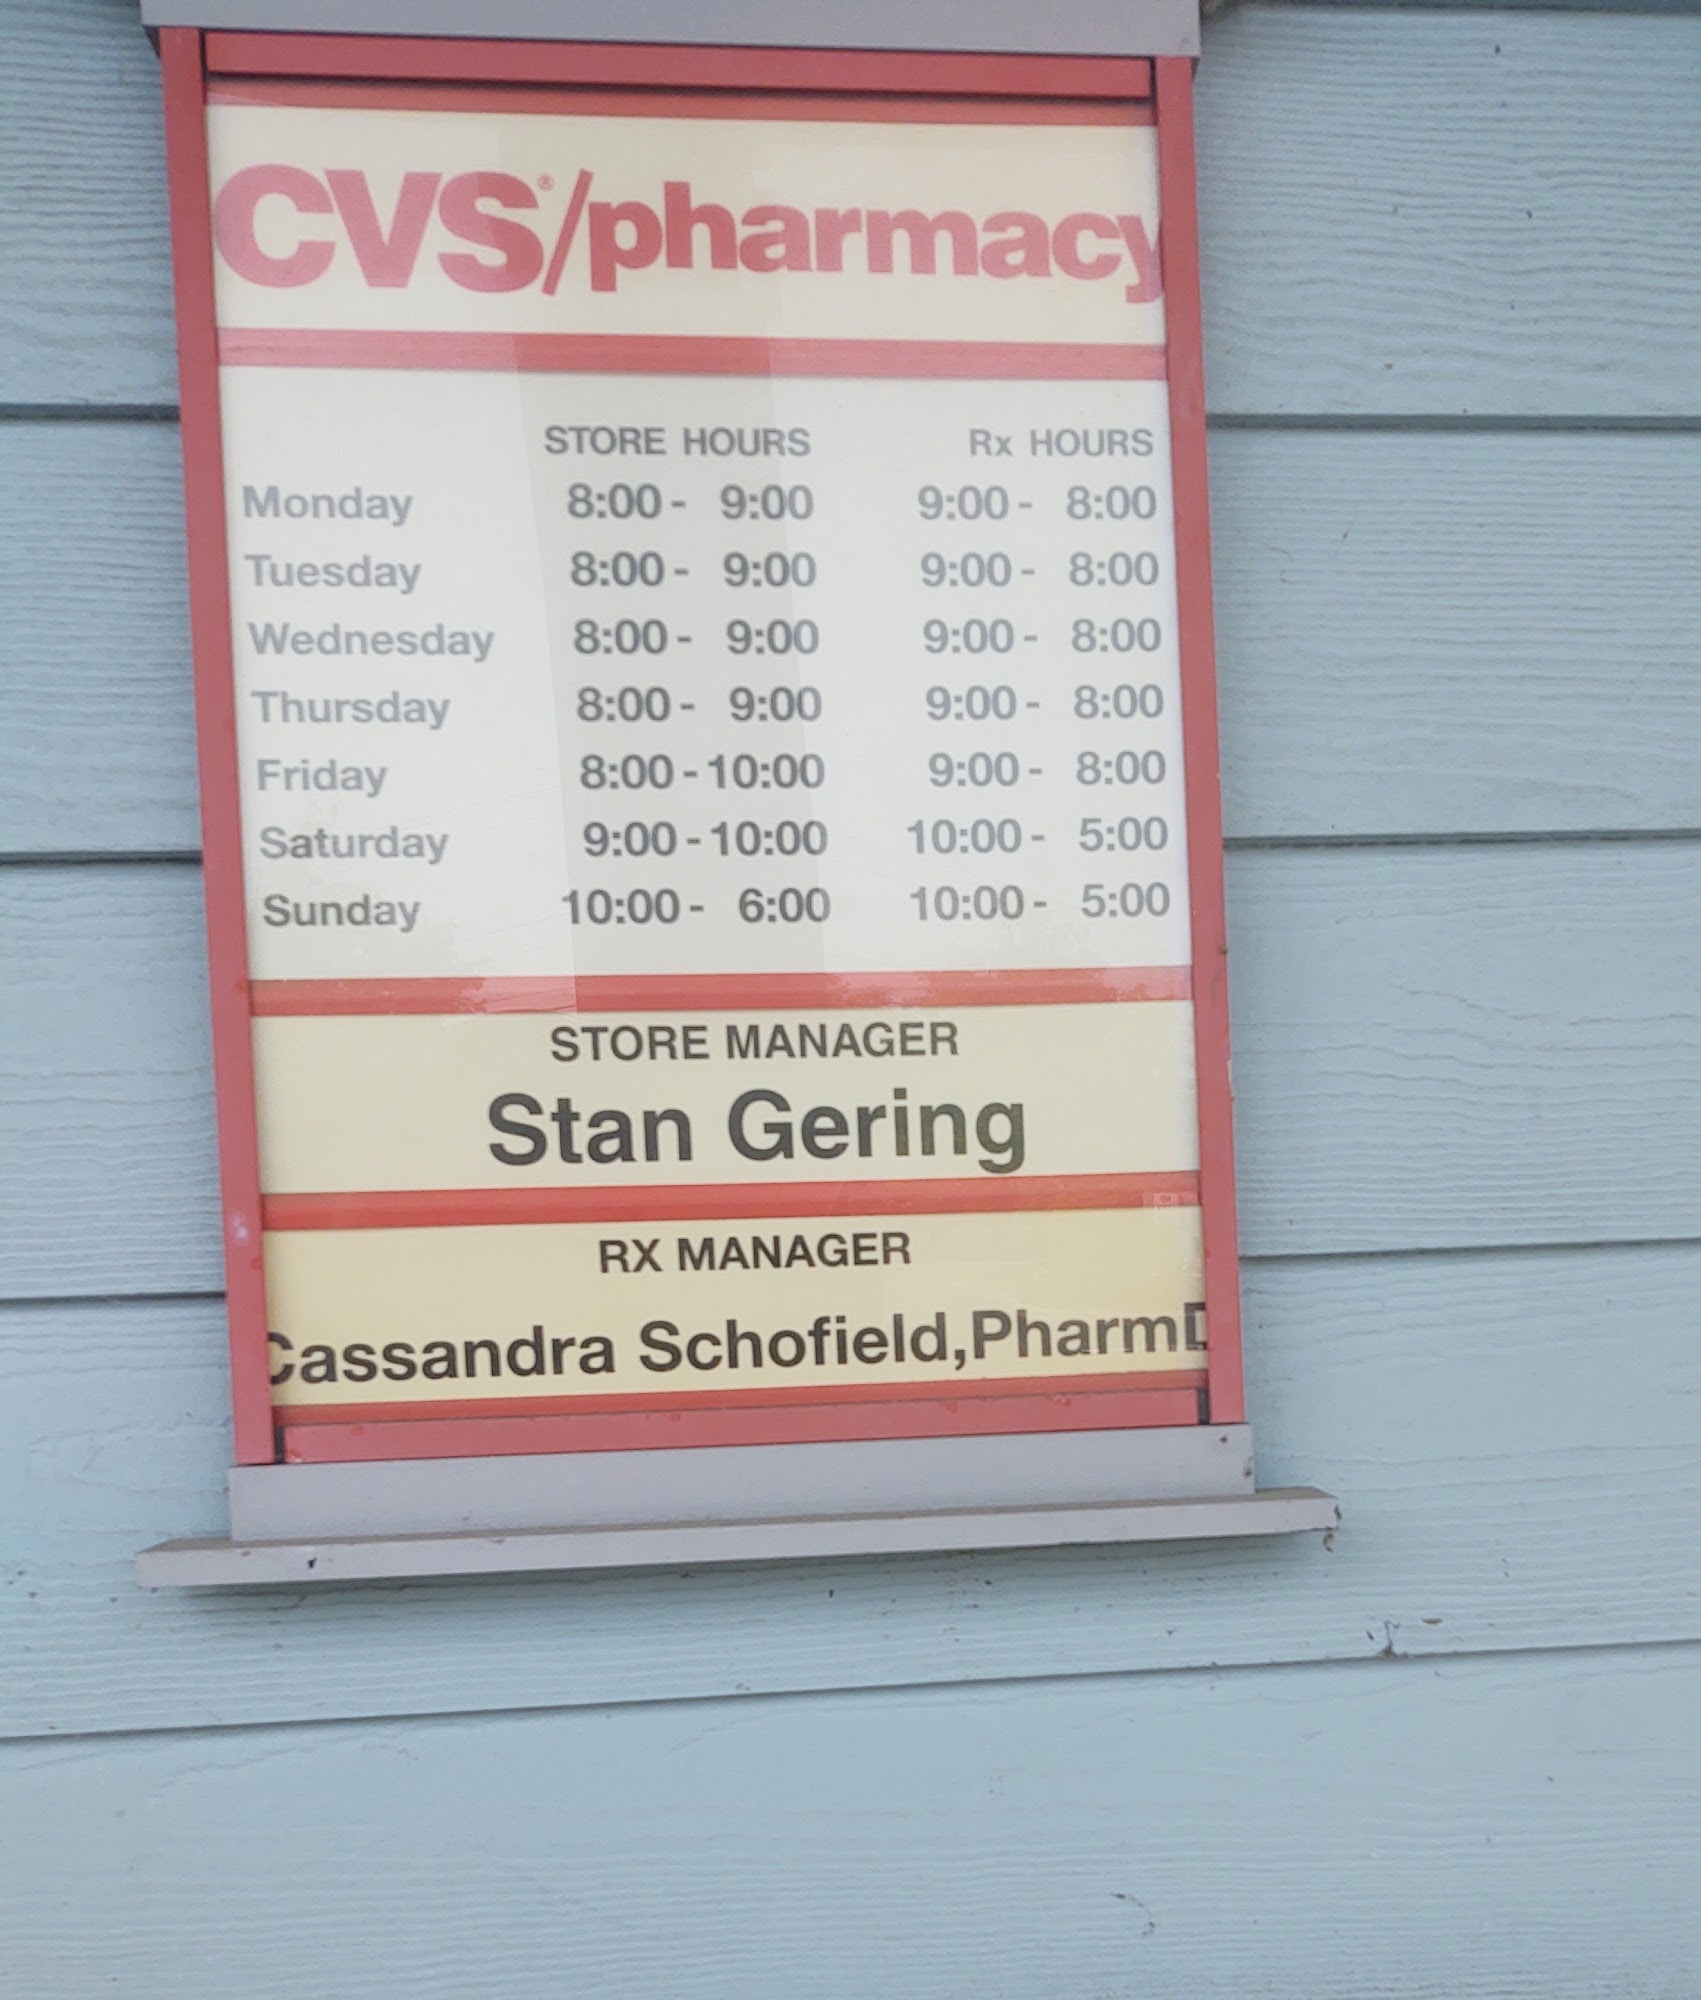 CVS®/pharmacy
STORE HOURS Rx HOURS
Monday 8:00 - 9:00 9:00 - 8:00
Tuesday 8:00 - 9:00 9:00 - 8:00
Wednesday 8:00 - 9:00 9:00 - 8:00
Thursday 8:00 - 9:00 9:00 - 8:00
Friday 8:00 - 10:00 9:00 - 8:00
Saturday 9:00 - 10:00 10:00 - 5:00
Sunday 10:00 - 6:00 10:00 - 5:00
STORE MANAGER
Stan Gering
RX MANAGER
Cassandra Schofield,PharmD